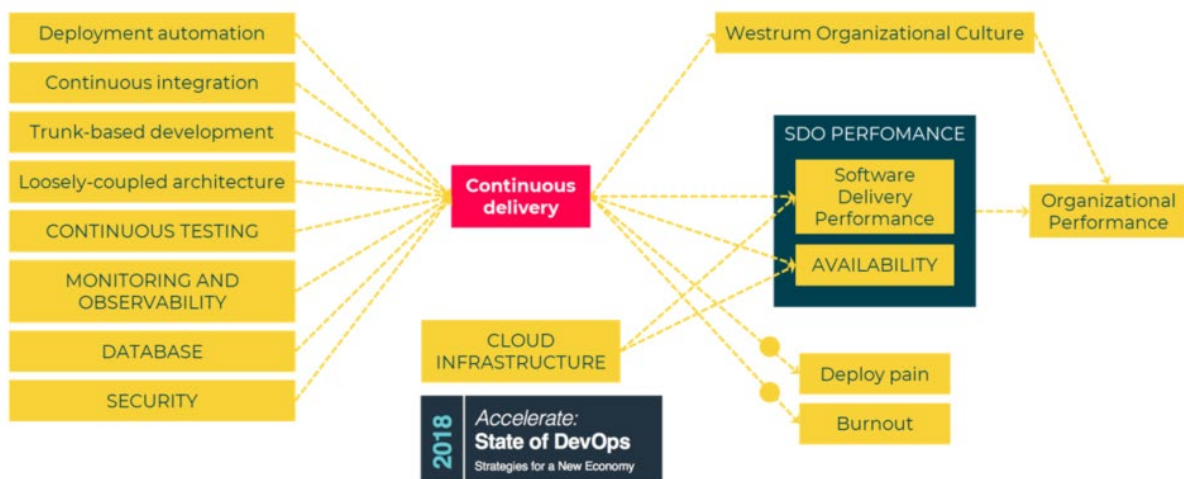 Deployment automation
Continuous integration
Trunk-based development
Loosely-coupled architecture
CONTINUOUS TESTING
MONITORING AND
OBSERVABILITY
DATABASE
SECURITY
Continuous
delivery
CLOUD
INFRASTRUCTURE
2018
Accelerate:
State of DevOps
Strategies for a New Economy
Westrum Organizational Culture
SDO PERFOMANCE
Software
Delivery
Performance
AVAILABILITY
Organizational
Performance
Deploy pain
Burnout